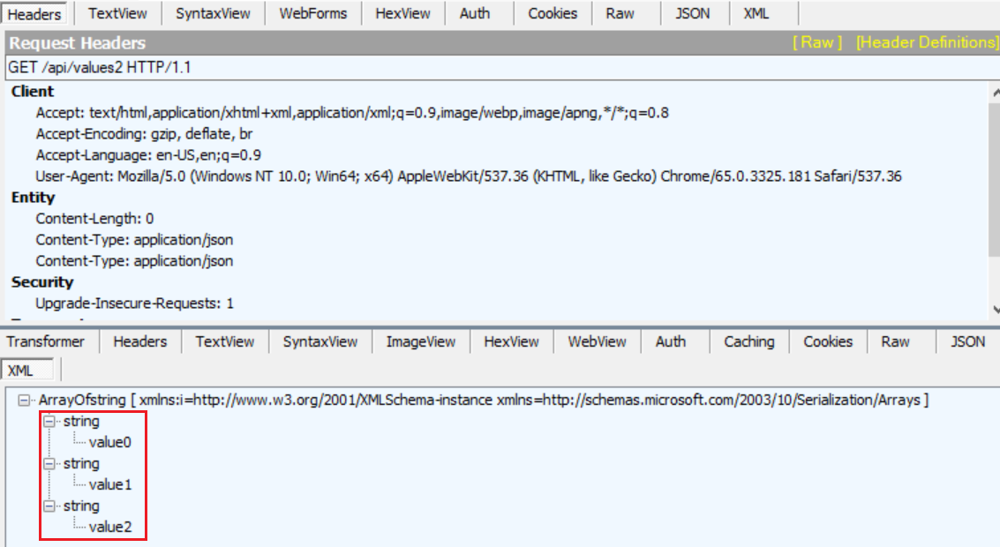 Headers TextView SyntaxView WebForms HexView Auth Cookies Raw JSON XML
Request Headers [ Raw ] [Header Definitions]
GET /api/values2 HTTP/1.1
Client
Accept: text/html,application/xhtml+xml,application/xml;q=0.9,image/webp,image/apng,*/*;q=0.8
Accept-Encoding: gzip, deflate, br
Accept-Language: en-US,en;q=0.9
User-Agent: Mozilla/5.0 (Windows NT 10.0; Win64; x64) AppleWebKit/537.36 (KHTML, like Gecko) Chrome/65.0.3325.181 Safari/537.36
Entity
Content-Length: 0
Content-Type: application/json
Content-Type: application/json
Security
Upgrade-Insecure-Requests: 1
Transformer Headers TextView SyntaxView ImageView HexView WebView Auth Caching Cookies Raw JSON
XML
ArrayOfstring [ xmlns:i=http://www.w3.org/2001/XMLSchema-instance xmlns=http://schemas.microsoft.com/2003/10/Serialization/Arrays ]
string
value0
string
value1
string
value2